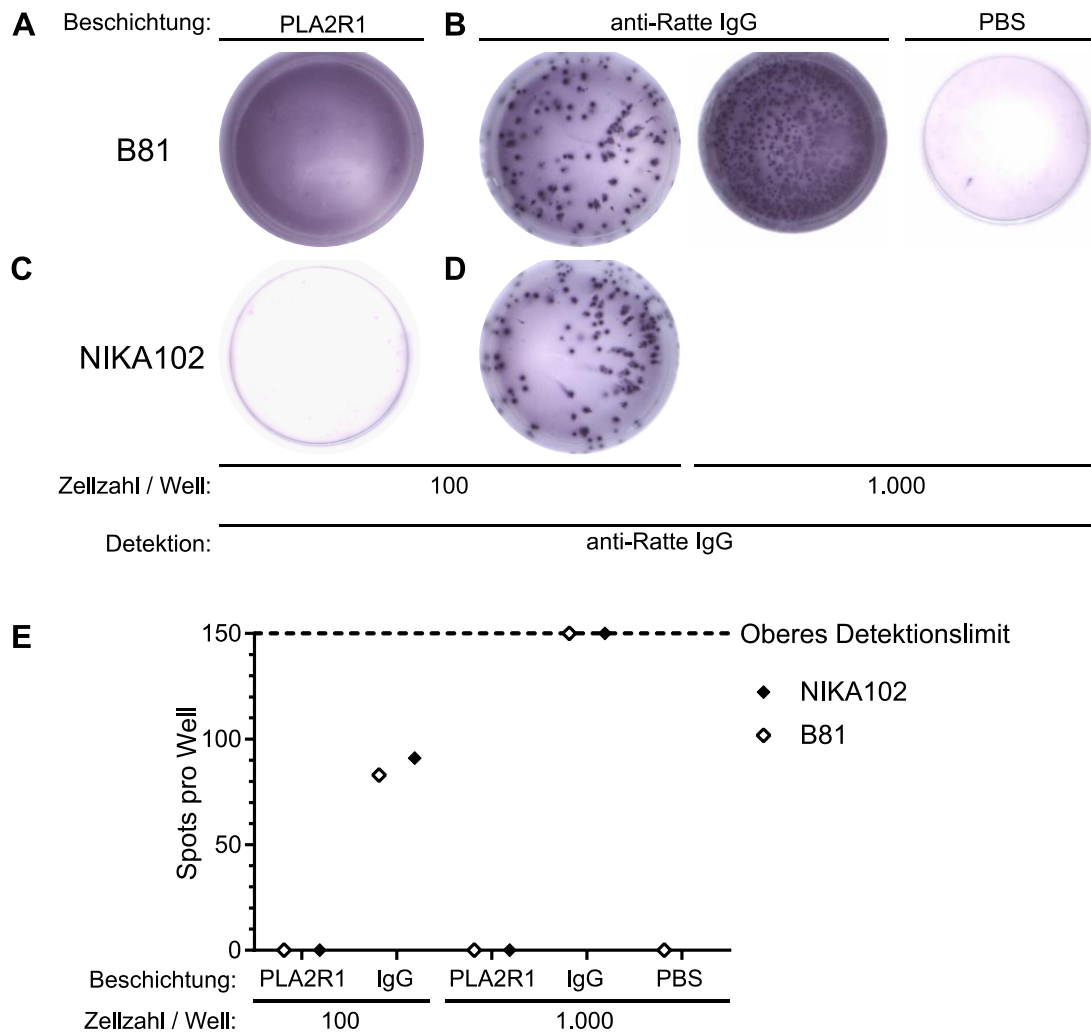 A Beschichtung: PLA2R1 B anti-Ratte IgG PBS
B81
C D
NIKA102
Zellzahl / Well: 100 1.000
Detektion: anti-Ratte IgG
E
150 Oberes Detektionslimit
NIKA102
B81
100
50
0
Spots pro Well
Beschichtung: PLA2R1 IgG PLA2R1 IgG PBS
Zellzahl / Well: 100 1.000